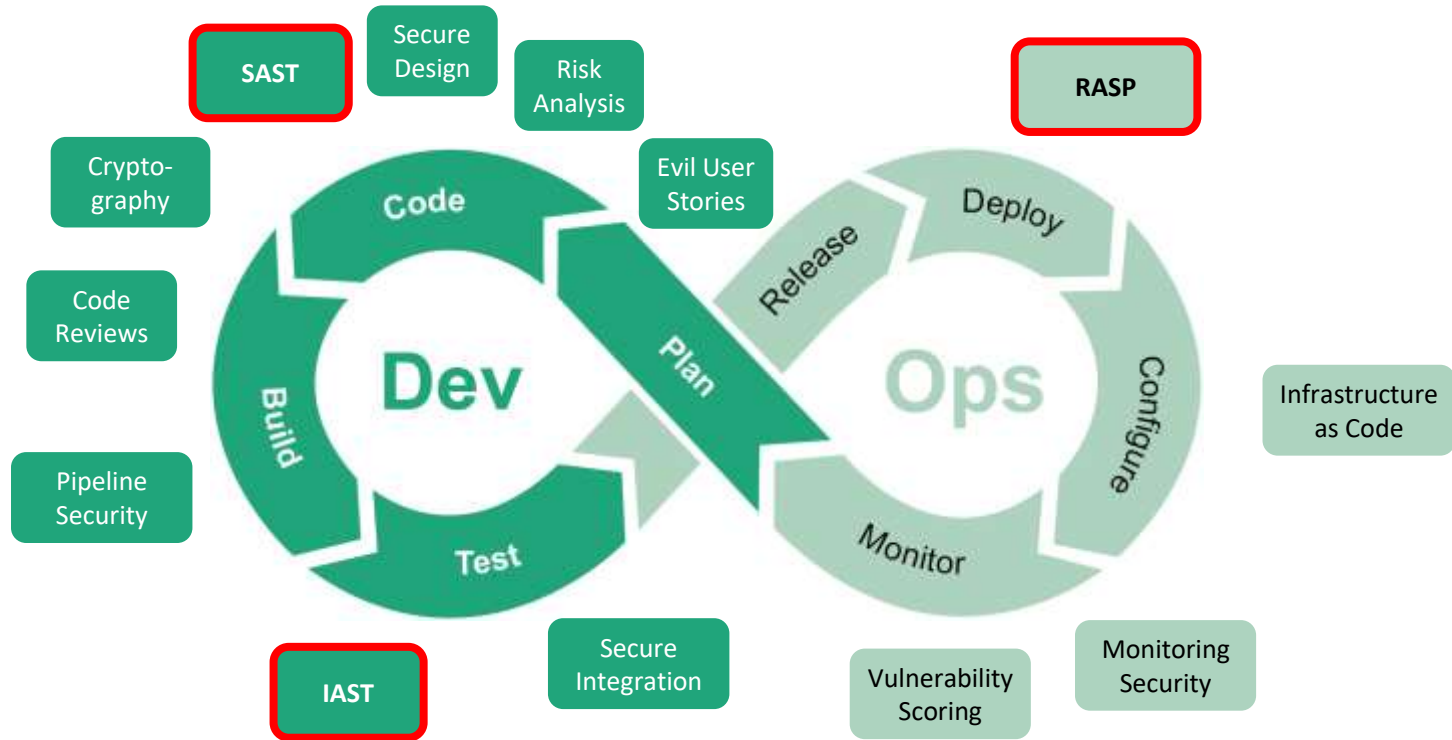 SAST
Secure
Design
Risk
Analysis
RASP
Crypto-
graphy
Evil User
Stories
Code
Deploy
Release
Code
Reviews
Plan
Dev
Ops
Build
Configure
Infrastructure
as Code
Pipeline
Security
Test
Monitor
IAST
Secure
Integration
Vulnerability
Scoring
Monitoring
Security